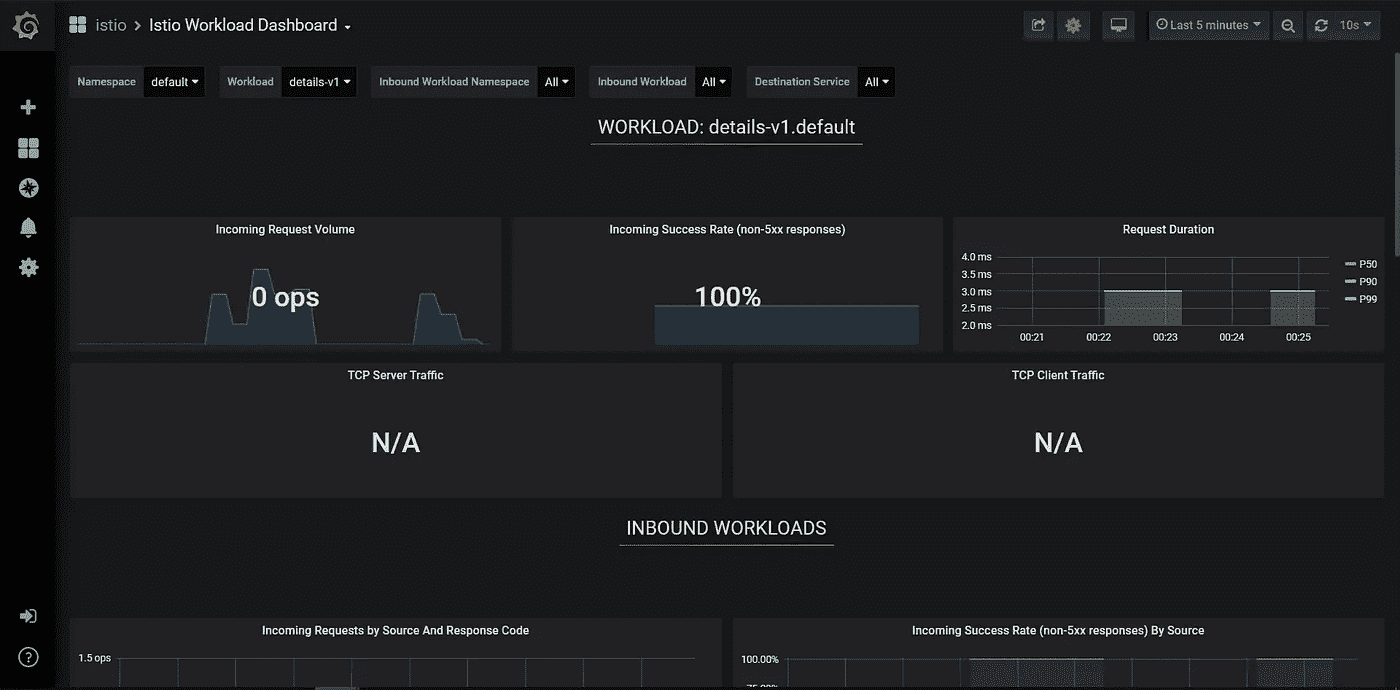 istio > Istio Workload Dashboard
Last 5 minutes
10s
Namespace default Workload details-v1 Inbound Workload Namespace All Inbound Workload All Destination Service All
WORKLOAD: details-v1.default
Incoming Request Volume
0 ops
Incoming Success Rate (non-5xx responses)
100%
Request Duration
4.0 ms
3.5 ms
3.0 ms
2.5 ms
2.0 ms
00:21 00:22 00:23 00:24 00:25
P50
P90
P99
TCP Server Traffic
N/A
TCP Client Traffic
N/A
INBOUND WORKLOADS
Incoming Requests by Source And Response Code
1.5 ops
Incoming Success Rate (non-5xx responses) By Source
100.00%